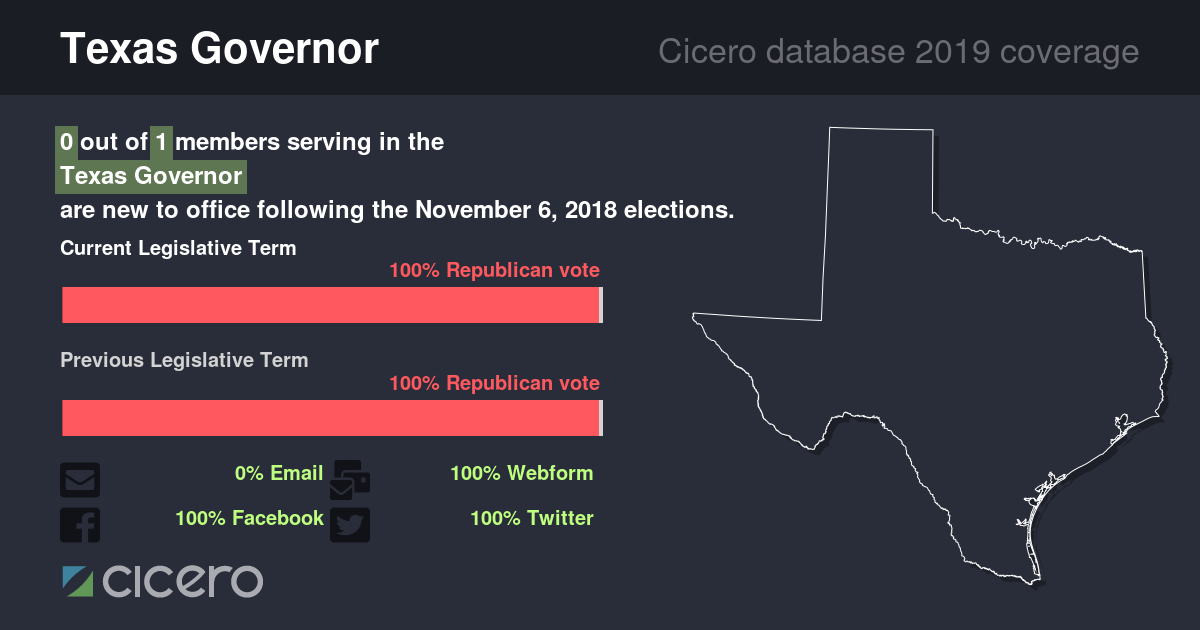 Texas Governor
Cicero database 2019 coverage
0 out of 1 members serving in the
Texas Governor
are new to office following the November 6, 2018 elections.
Current Legislative Term
100% Republican vote
Previous Legislative Term
100% Republican vote
0% Email
100% Webform
100% Facebook
100% Twitter
cicero